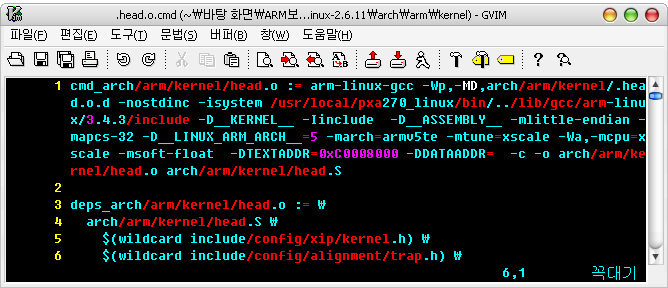 .head.o.cmd (~\바탕 화면\ARM보...inux-2.6.11\arch\arm\kernel) - GVIM
파일(F) 편집(E) 도구(T) 문법(S) 버퍼(B) 창(W) 도움말(H)
1 cmd_arch/arm/kernel/head.o := arm-linux-gcc -Wp,-MD,arch/arm/kernel/.hea
d.o.d -nostdinc -isystem /usr/local/pxa270_linux/bin/../lib/gcc/arm-linu
x/3.4.3/include -D__KERNEL__ -Iinclude -D__ASSEMBLY__ -mlittle-endian -
mapcs-32 -D__LINUX_ARM_ARCH__=5 -march=armv5te -mtune=xscale -Wa,-mcpu=x
scale -msoft-float -DTEXTADDR=0xC0008000 -DDATAADDR= -c -o arch/arm/ke
rnel/head.o arch/arm/kernel/head.S
2
3 deps_arch/arm/kernel/head.o := \
4 arch/arm/kernel/head.S \
5 $(wildcard include/config/xip/kernel.h) \
6 $(wildcard include/config/alignment/trap.h) \
6,1 꼭대기